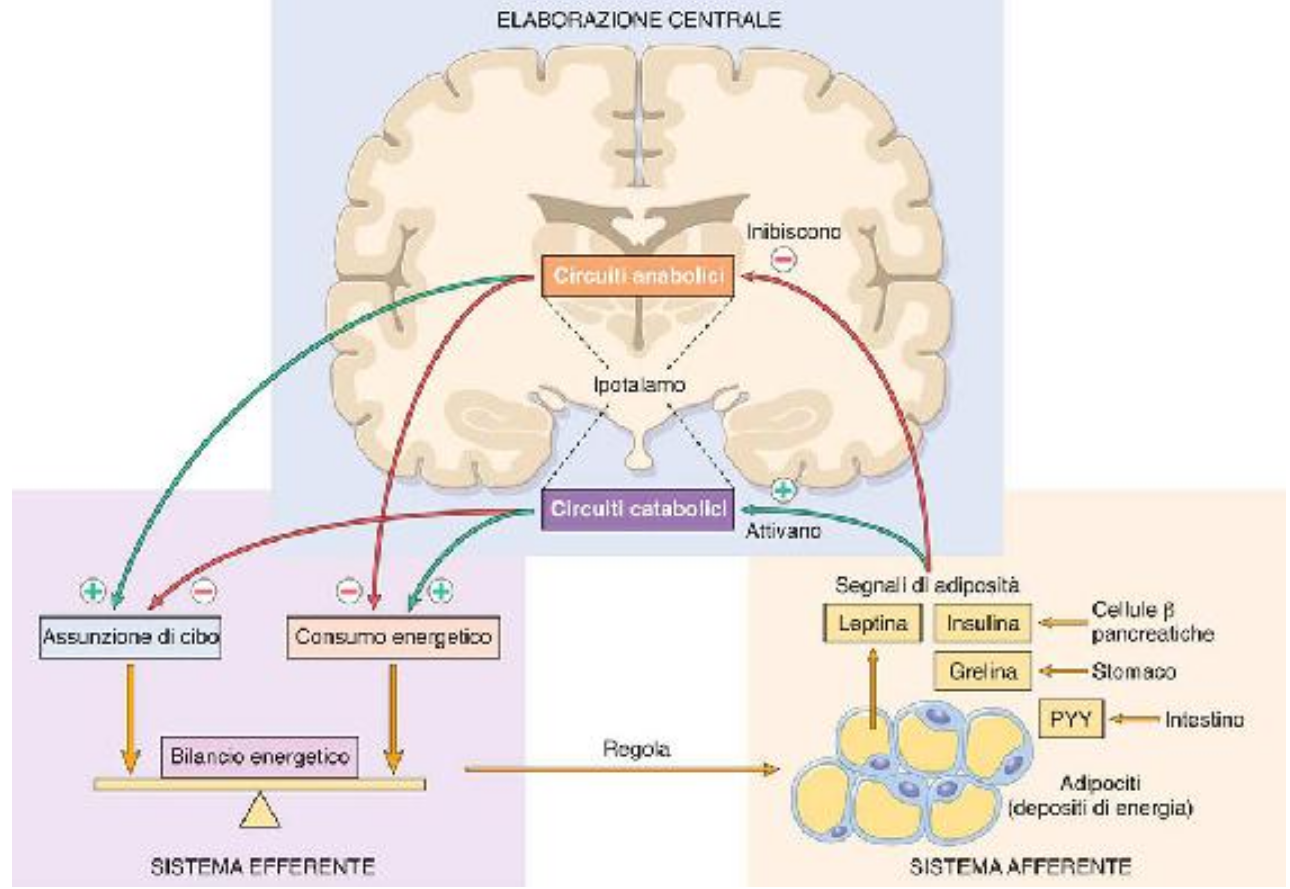 ELABORAZIONE CENTRALE
Inibiscono
−
Circuiti anabolici
Ipotalamo
Circuiti catabolici
+
Attivano
+
−
−
+
Assunzione di cibo
Consumo energetico
Bilancio energetico
SISTEMA EFFERENTE
Regola
Segnali di adiposità
Leptina
Insulina
Cellule β
pancreatiche
Grelina
Stomaco
PYY
Intestino
Adipociti
(depositi di energia)
SISTEMA AFFERENTE